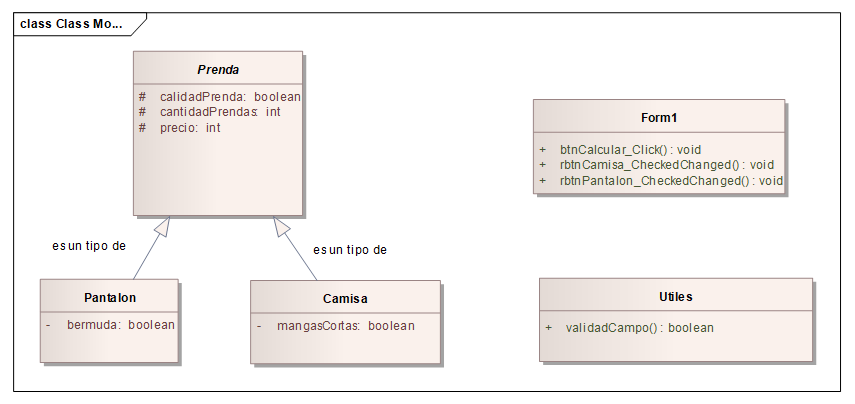 class Class Mo...
Prenda
# calidadPrenda: boolean
# cantidadPrendas: int
# precio: int
Form1
+ btnCalcular_Click() : void
+ rbtnCamisa_CheckedChanged() : void
+ rbtnPantalon_CheckedChanged() : void
es un tipo de
es un tipo de
Pantalon
- bermuda: boolean
Camisa
- mangasCortas: boolean
Utiles
+ validadCampo() : boolean